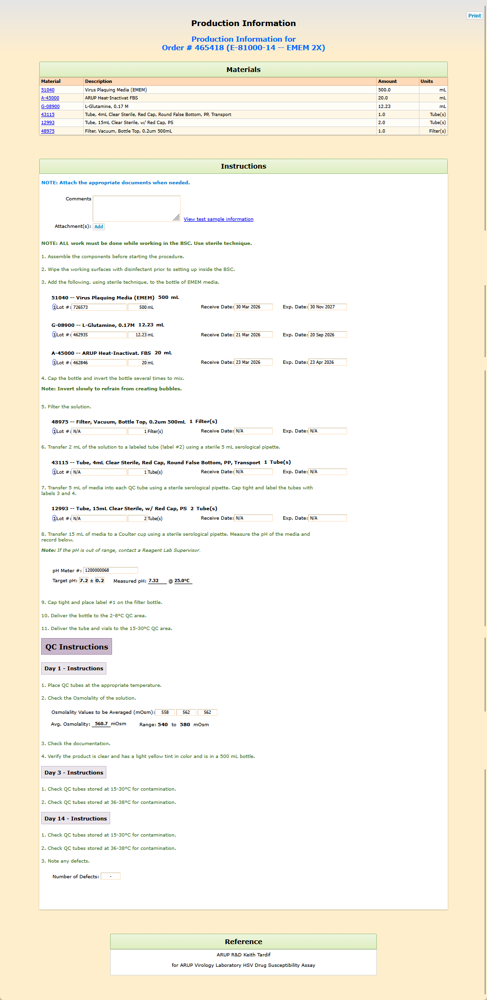 Print
Production Information
Production Information for
Order # 465418 (E-81000-14 -- EMEM 2X)
Materials
Material Description Amount Units
51040 Virus Plaquing Media (EMEM) 500.0 mL
A-45000 ARUP Heat-Inactivat FBS 20.0 mL
G-08900 L-Glutamine, 0.17 M 12.23 mL
43115 Tube, 4mL Clear Sterile, Red Cap, Round False Bottom, PP, Transport 1.0 Tube(s)
12993 Tube, 15mL Clear Sterile, w/ Red Cap, PS 2.0 Tube(s)
48975 Filter, Vacuum, Bottle Top, 0.2um 500mL 1.0 Filter(s)
Instructions
NOTE: Attach the appropriate documents when needed.
Comments
View test sample information
Attachment(s): Add
NOTE: ALL work must be done while working in the BSC. Use sterile technique.
1. Assemble the components before starting the procedure.
2. Wipe the working surfaces with disinfectant prior to setting up inside the BSC.
3. Add the following, using sterile technique, to the bottle of EMEM media.
51040 -- Virus Plaquing Media (EMEM) 500 mL
1 Lot #: 726573 500 mL Receive Date: 30 Mar 2026 Exp. Date: 30 Nov 2027
G-08900 -- L-Glutamine, 0.17M 12.23 mL
1 Lot #: 462935 12.23 mL Receive Date: 21 Mar 2026 Exp. Date: 20 Sep 2026
A-45000 -- ARUP Heat-Inactivat. FBS 20 mL
1 Lot #: 462846 20 mL Receive Date: 23 Mar 2026 Exp. Date: 23 Apr 2026
4. Cap the bottle and invert the bottle several times to mix.
Note: Invert slowly to refrain from creating bubbles.
5. Filter the solution.
48975 -- Filter, Vacuum, Bottle Top, 0.2um 500mL 1 Filter(s)
1 Lot #: N/A 1 Filter(s) Receive Date: N/A Exp. Date: N/A
6. Transfer 2 mL of the solution to a labeled tube (label #2) using a sterile 5 mL serological pipette.
43115 -- Tube, 4mL Clear Sterile, Red Cap, Round False Bottom, PP, Transport 1 Tube(s)
1 Lot #: N/A 1 Tube(s) Receive Date: N/A Exp. Date: N/A
7. Transfer 5 mL of media into each QC tube using a sterile serological pipette. Cap tight and label the tubes with
labels 3 and 4.
12993 -- Tube, 15mL Clear Sterile, w/ Red Cap, PS 2 Tube(s)
1 Lot #: N/A 2 Tube(s) Receive Date: N/A Exp. Date: N/A
8. Transfer 15 mL of media to a Coulter cup using a sterile serological pipette. Measure the pH of the media and
record below.
Note: If the pH is out of range, contact a Reagent Lab Supervisor.
pH Meter #: 1200000068
Target pH: 7.2 ± 0.2 Measured pH: 7.32 @ 25.0°C
9. Cap tight and place label #1 on the filter bottle.
10. Deliver the bottle to the 2-8°C QC area.
11. Deliver the tube and vials to the 15-30°C QC area.
QC Instructions
Day 1 - Instructions
1. Place QC tubes at the appropriate temperature.
2. Check the Osmolality of the solution.
Osmolality Values to be Averaged (mOsm): 558 562 562
Avg. Osmolality: 560.7 mOsm Range: 540 to 580 mOsm
3. Check the documentation.
4. Verify the product is clear and has a light yellow tint in color and is in a 500 mL bottle.
Day 3 - Instructions
1. Check QC tubes stored at 15-30°C for contamination.
2. Check QC tubes stored at 36-38°C for contamination.
Day 14 - Instructions
1. Check QC tubes stored at 15-30°C for contamination.
2. Check QC tubes stored at 36-38°C for contamination.
3. Note any defects.
Number of Defects: -
Reference
ARUP R&D Keith Tardif
for ARUP Virology Laboratory HSV Drug Susceptibility Assay